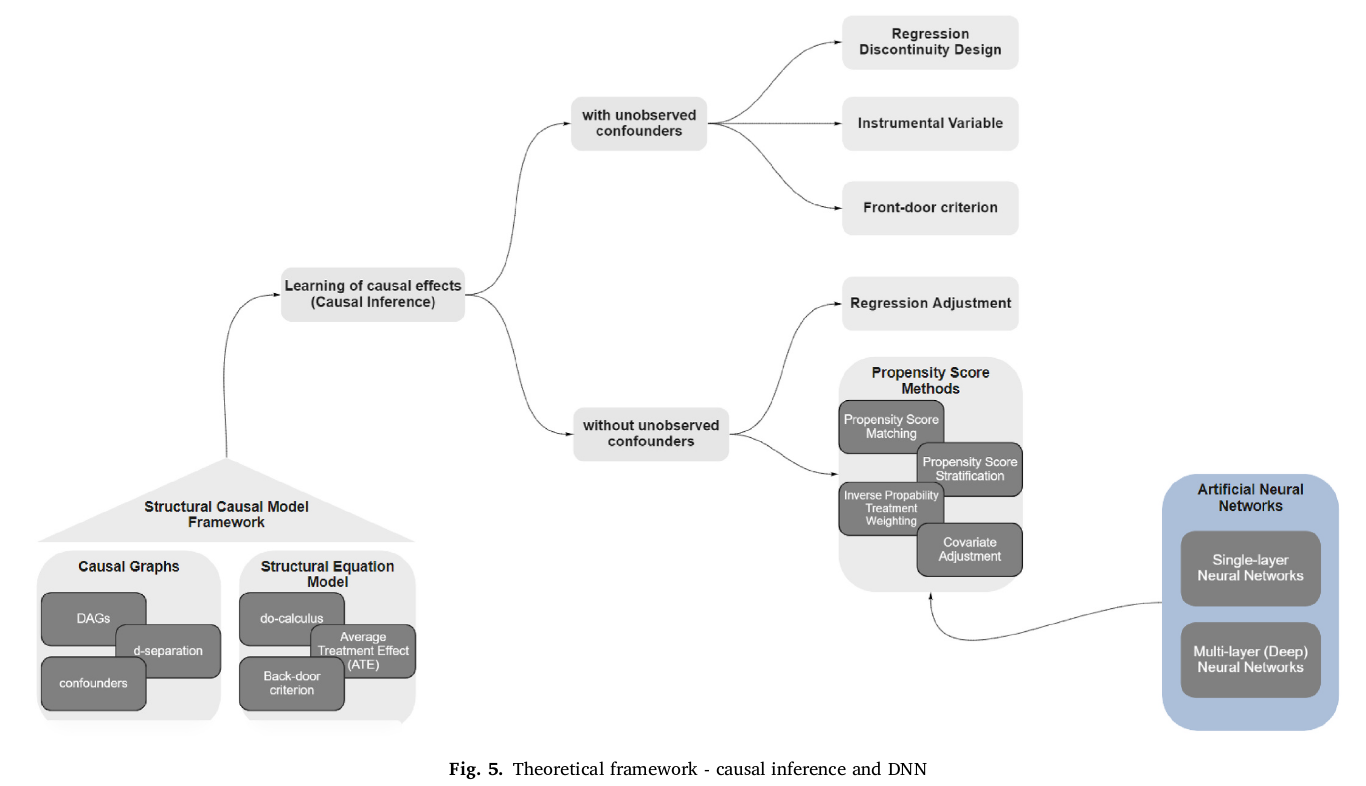 Regression
Discontinuity Design
with unobserved
confounders
Instrumental Variable
Front-door criterion
Learning of causal effects
(Causal Inference)
Regression Adjustment
without unobserved
confounders
Propensity Score
Methods
Propensity Score
Matching
Propensity Score
Stratification
Inverse Propability
Treatment
Weighting
Covariate
Adjustment
Artificial Neural
Networks
Single-layer
Neural Networks
Multi-layer (Deep)
Neural Networks
Structural Causal Model
Framework
Causal Graphs
DAGs
d-separation
confounders
Structural Equation
Model
do-calculus
Average
Treatment Effect
(ATE)
Back-door
criterion
Fig. 5. Theoretical framework - causal inference and DNN